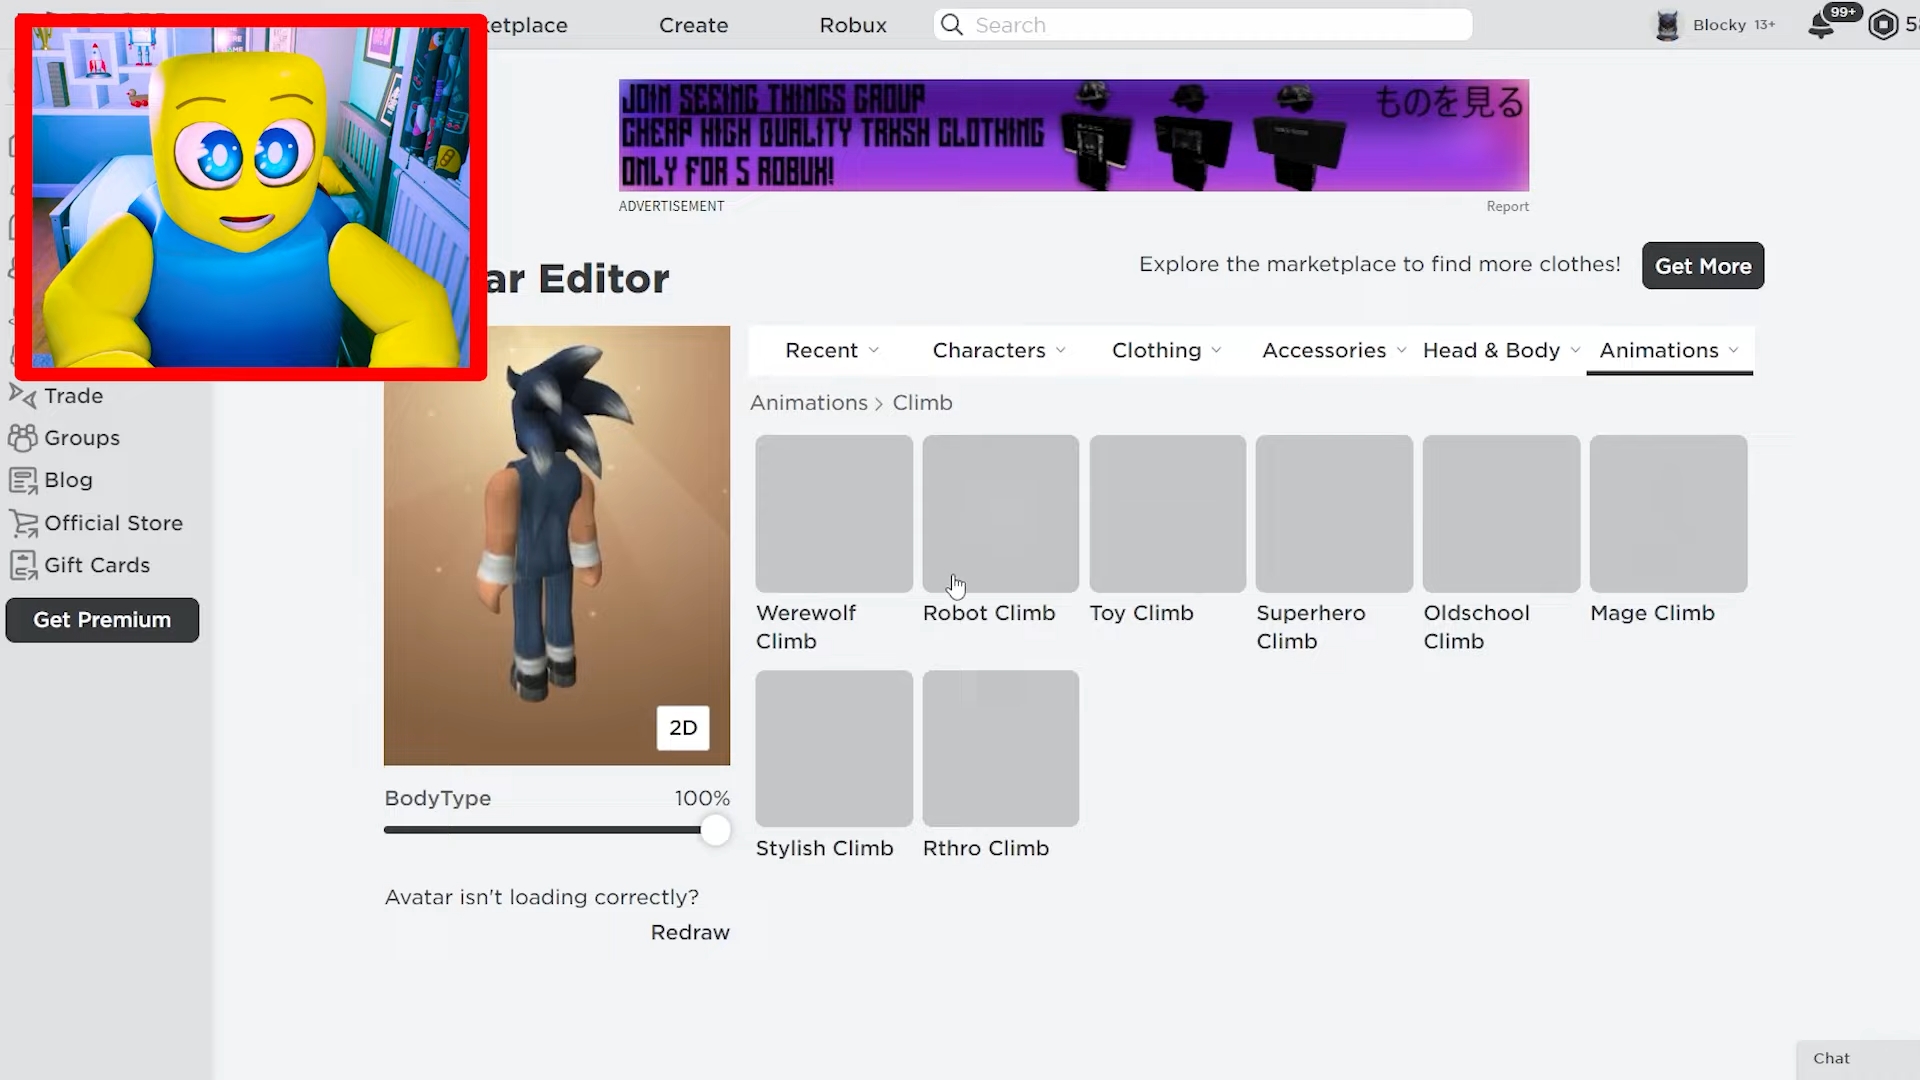 Create
Robux
Search
Blocky 13+
99+
JOIN SEEING THINGS GROUP
CHEAP HIGH QUALITY TRASH CLOTHING
ONLY FOR 5 ROBUX!
ものを見る
ADVERTISEMENT
Report
Editor
Explore the marketplace to find more clothes!
Get More
Recent
Characters
Clothing
Accessories
Head & Body
Animations
Animations > Climb
Trade
Groups
Blog
Official Store
Gift Cards
Get Premium
Werewolf
Climb
Robot Climb
Toy Climb
Superhero
Climb
Oldschool
Climb
Mage Climb
Stylish Climb
Rthro Climb
2D
BodyType
100%
Avatar isn't loading correctly?
Redraw
Chat